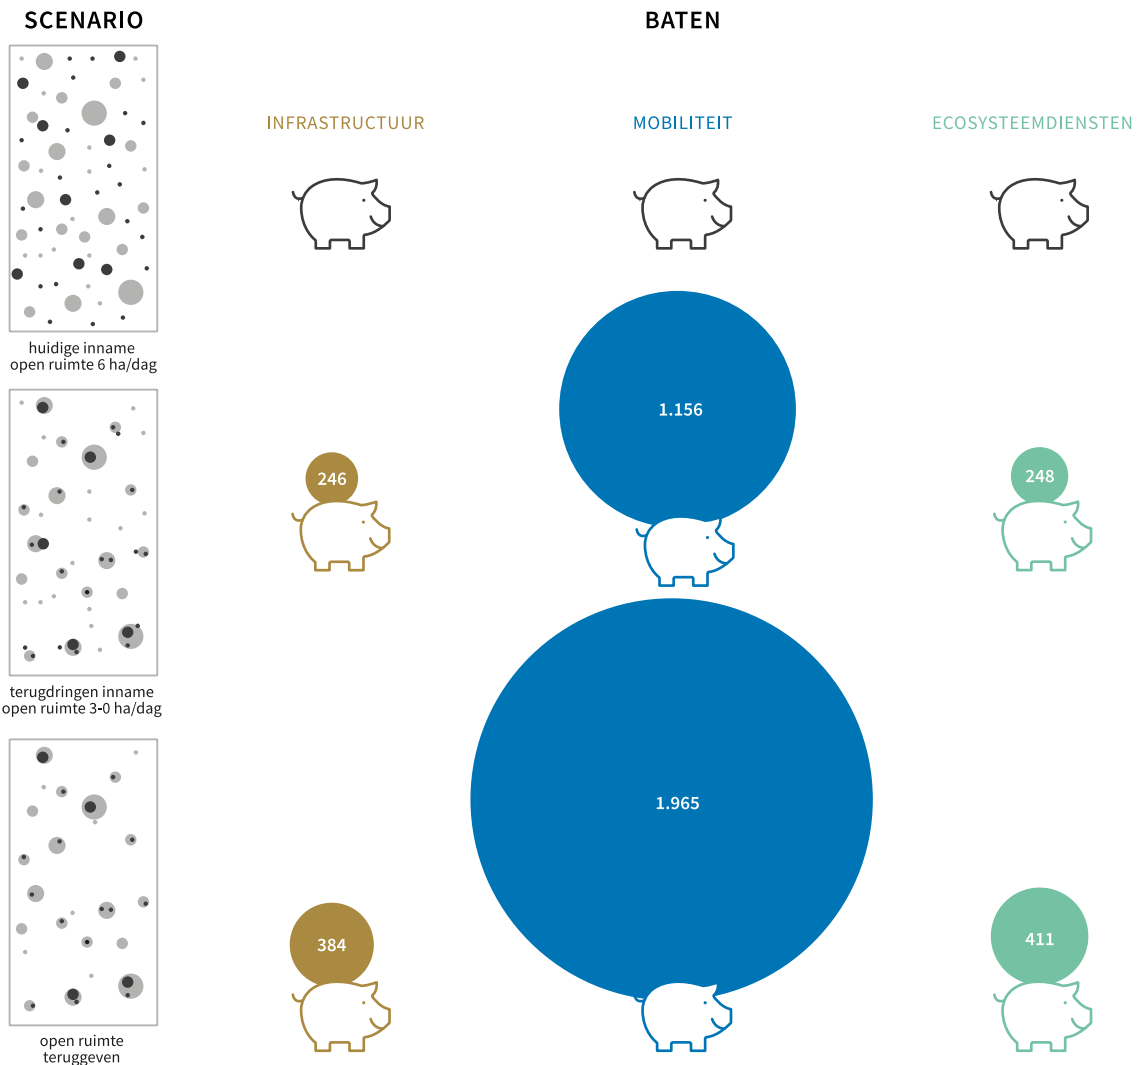 SCENARIO
BATEN
INFRASTRUCTUUR
MOBILITEIT
ECOSYSTEEMDIENSTEN
huidige inname
open ruimte 6 ha/dag
1.156
246
248
terugdringen inname
open ruimte 3-0 ha/dag
1.965
384
411
open ruimte
teruggeven